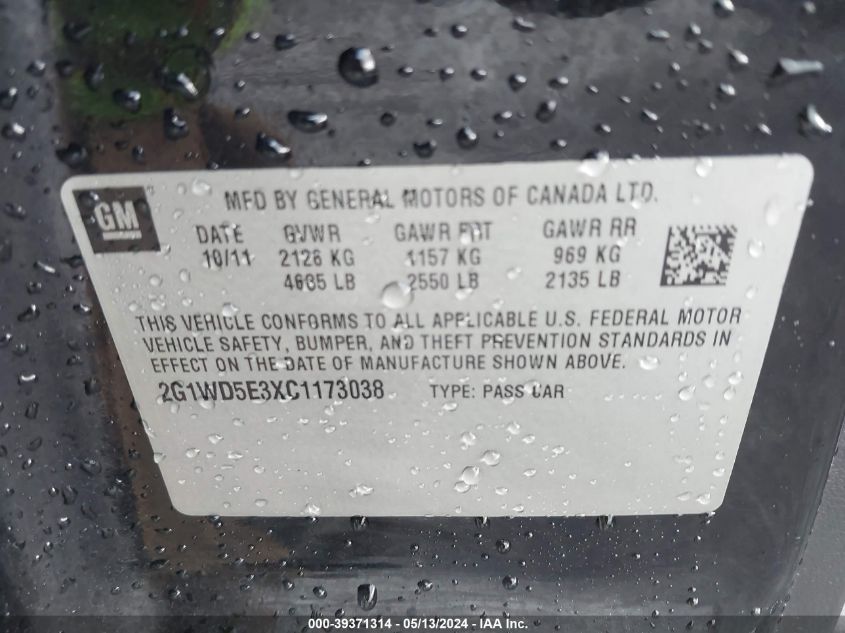 GM
MFD BY GENERAL MOTORS OF CANADA LTD.
DATE GVWR GAWR FRT GAWR RR
10/11 2126 KG 1157 KG 969 KG
4685 LB 2550 LB 2135 LB
THIS VEHICLE CONFORMS TO ALL APPLICABLE U.S. FEDERAL MOTOR
VEHICLE SAFETY, BUMPER, AND THEFT PREVENTION STANDARDS IN
EFFECT ON THE DATE OF MANUFACTURE SHOWN ABOVE.
2G1WD5E3XC1173038 TYPE: PASS CAR
000-39371314 - 05/13/2024 - IAA Inc.